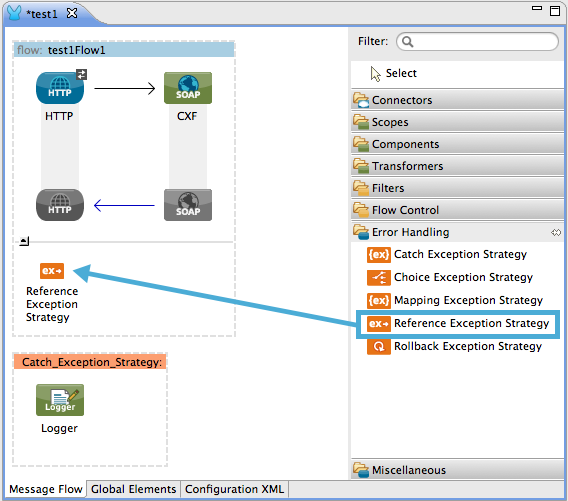 *test1
flow: test1Flow1
HTTP
SOAP
HTTP
CXF
HTTP
SOAP
ex
Reference
Exception
Strategy
Catch_Exception_Strategy:
Logger
Logger
Filter:
Select
Connectors
Scopes
Components
Transformers
Filters
Flow Control
Error Handling
{ex} Catch Exception Strategy
Choice Exception Strategy
{ex} Mapping Exception Strategy
ex Reference Exception Strategy
Rollback Exception Strategy
Miscellaneous
Message Flow Global Elements Configuration XML